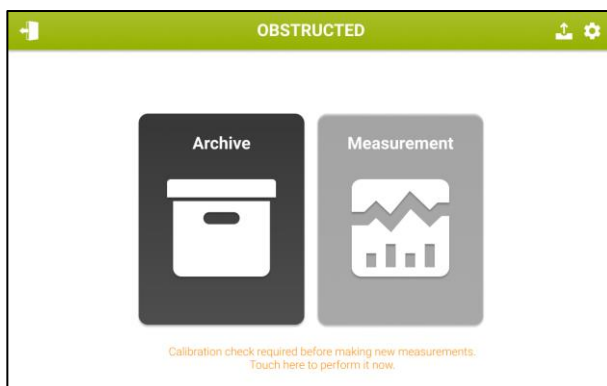 OBSTRUCTED
Archive
Measurement
Calibration check required before making new measurements.
Touch here to perform it now.